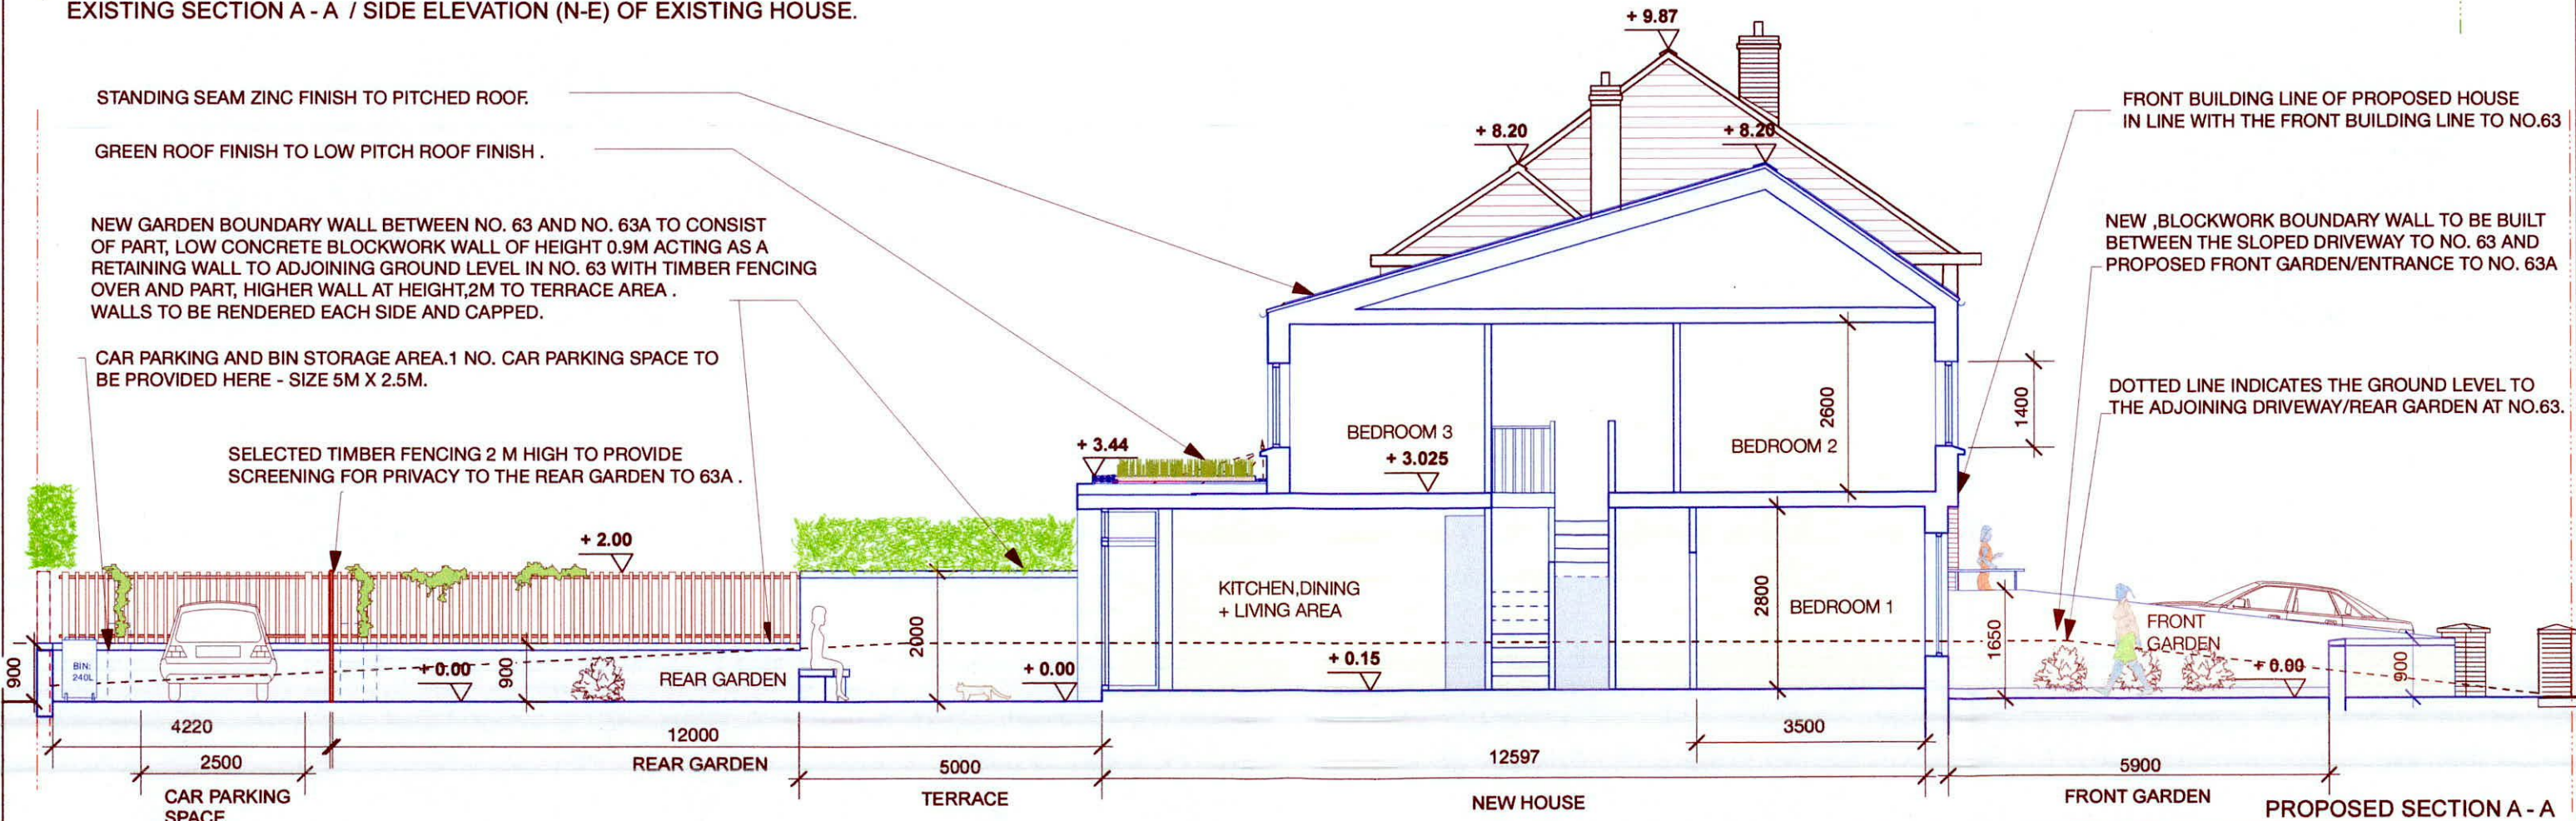 EXISTING SECTION A - A / SIDE ELEVATION (N-E) OF EXISTING HOUSE.
STANDING SEAM ZINC FINISH TO PITCHED ROOF.
GREEN ROOF FINISH TO LOW PITCH ROOF FINISH .
NEW GARDEN BOUNDARY WALL BETWEEN NO. 63 AND NO. 63A TO CONSIST
OF PART, LOW CONCRETE BLOCKWORK WALL OF HEIGHT 0.9M ACTING AS A
RETAINING WALL TO ADJOINING GROUND LEVEL IN NO. 63 WITH TIMBER FENCING
OVER AND PART, HIGHER WALL AT HEIGHT,2M TO TERRACE AREA .
WALLS TO BE RENDERED EACH SIDE AND CAPPED.
CAR PARKING AND BIN STORAGE AREA.1 NO. CAR PARKING SPACE TO
BE PROVIDED HERE - SIZE 5M X 2.5M.
SELECTED TIMBER FENCING 2 M HIGH TO PROVIDE
SCREENING FOR PRIVACY TO THE REAR GARDEN TO 63A .
+ 9.87
+ 8.20
+ 8.20
FRONT BUILDING LINE OF PROPOSED HOUSE
IN LINE WITH THE FRONT BUILDING LINE TO NO.63
NEW ,BLOCKWORK BOUNDARY WALL TO BE BUILT
BETWEEN THE SLOPED DRIVEWAY TO NO. 63 AND
PROPOSED FRONT GARDEN/ENTRANCE TO NO. 63A
DOTTED LINE INDICATES THE GROUND LEVEL TO
THE ADJOINING DRIVEWAY/REAR GARDEN AT NO.63.
+ 3.44
BEDROOM 3
+ 3.025
BEDROOM 2
2600
1400
+ 2.00
2000
KITCHEN,DINING
+ LIVING AREA
2800
BEDROOM 1
1650
FRONT
GARDEN
900
BIN:
240L
+ 0.00
900
REAR GARDEN
+ 0.00
+ 0.15
+ 0.00
900
4220
12000
3500
2500
REAR GARDEN
5000
12597
5900
CAR PARKING
SPACE
TERRACE
NEW HOUSE
FRONT GARDEN
PROPOSED SECTION A - A